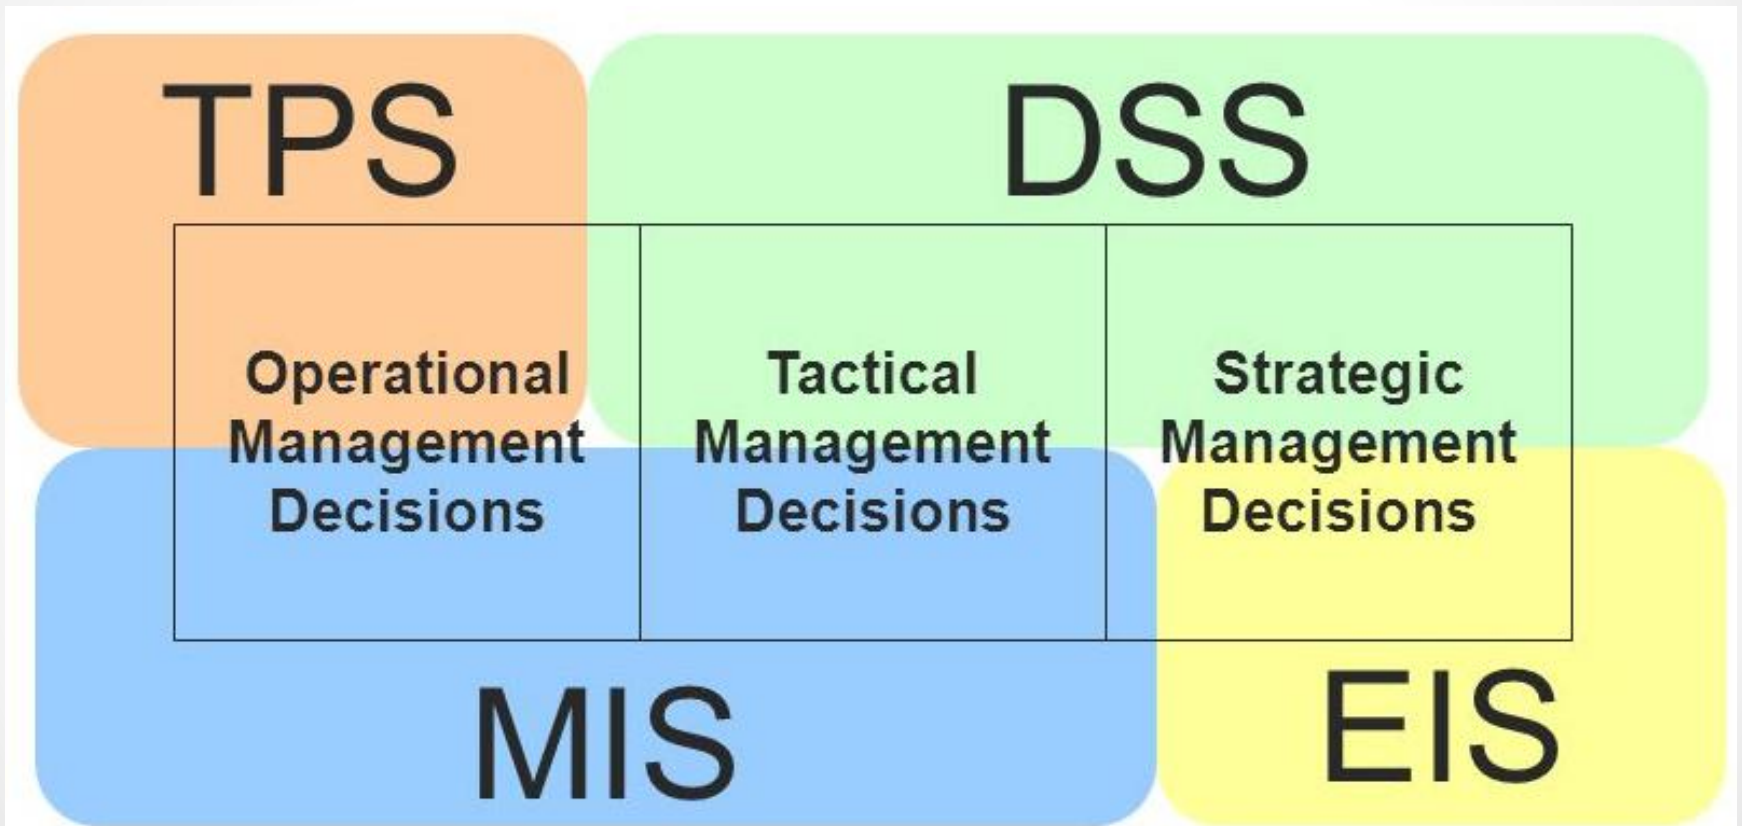 TPS
DSS
Operational
Management
Decisions
Tactical
Management
Decisions
Strategic
Management
Decisions
MIS
EIS